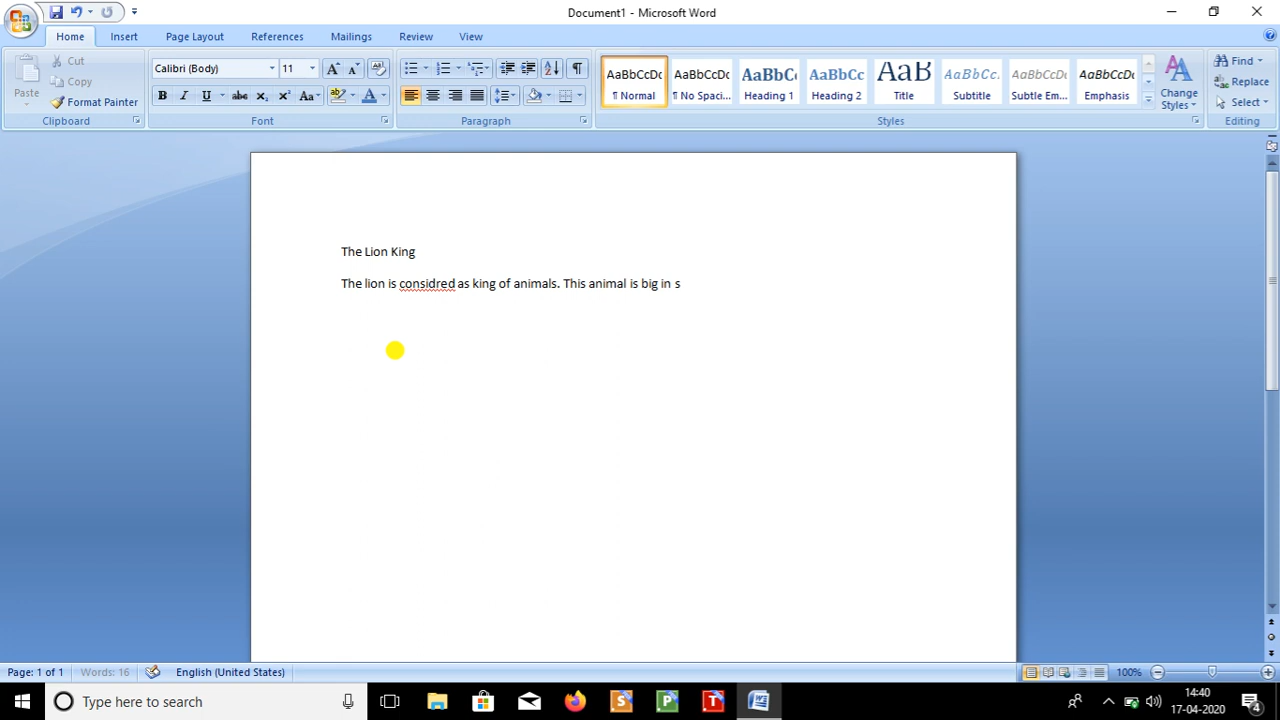 Document1 - Microsoft Word
Home Insert Page Layout References Mailings Review View
Paste
Cut
Copy
Format Painter
Clipboard
Calibri (Body) 11
Font
Paragraph
AaBbCcDc AaBbCcDc AaBbC AaBbCc AaB AaBbCc. AaBbCcDc AaBbCcDc
¶ Normal ¶ No Spaci... Heading 1 Heading 2 Title Subtitle Subtle Em... Emphasis
Change
Styles
Styles
Find
Replace
Select
Editing
The Lion King
The lion is considred as king of animals. This animal is big in s
Page: 1 of 1 Words: 16 English (United States) 100%
Type here to search
S P T W
14:40
17-04-2020
4